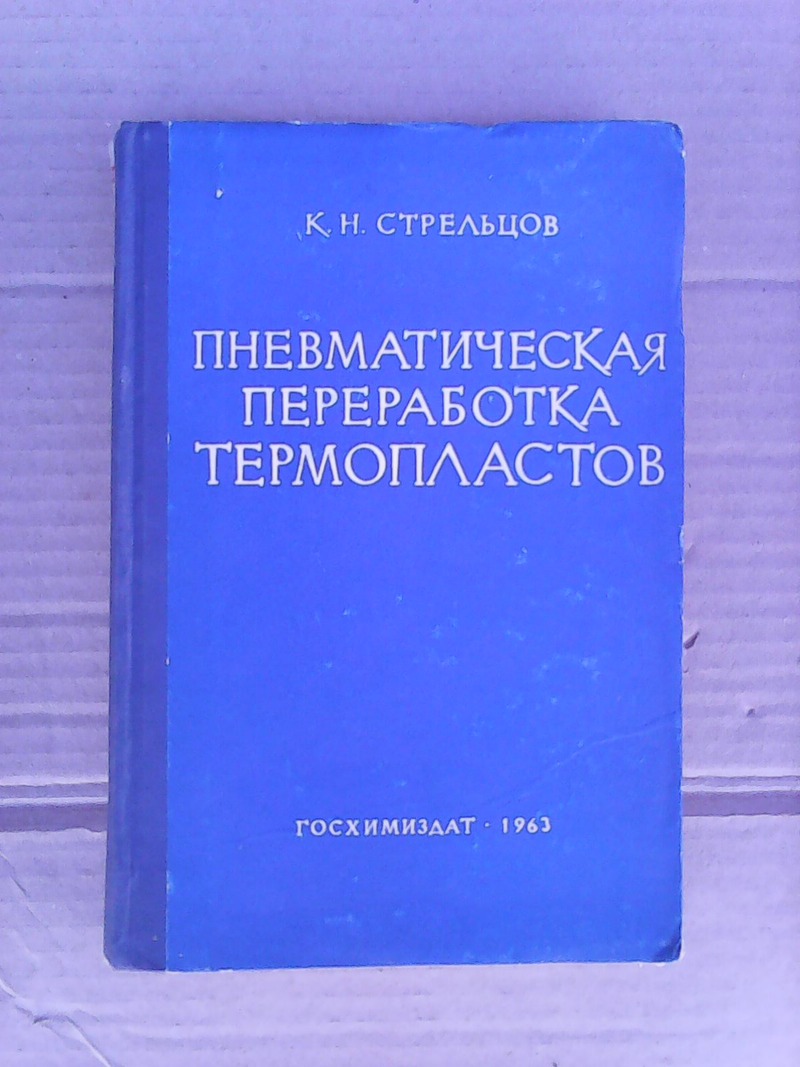 К. Н. СТРЕЛЬЦОВ
ПНЕВМАТИЧЕСКАЯ
ПЕРЕРАБОТКА
ТЕРМОПЛАСТОВ
ГОСХИМИЗДАТ · 1963